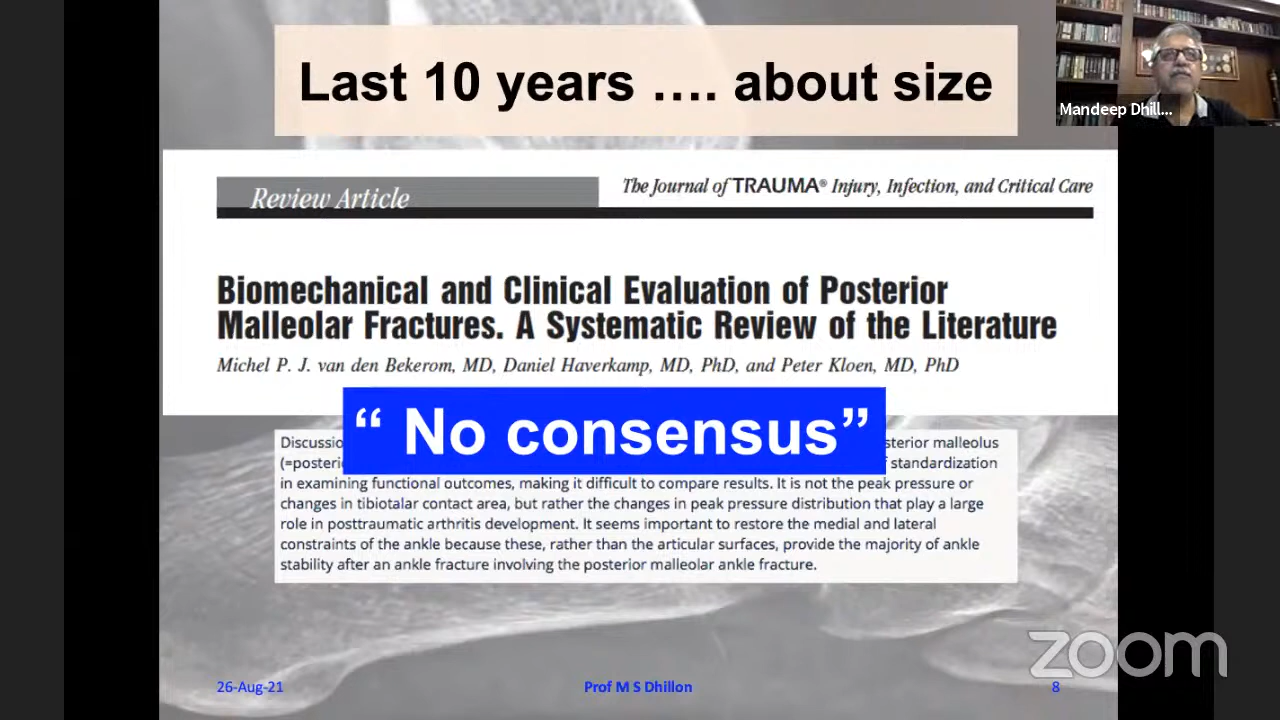 Last 10 years .... about size
Mandeep Dhill...
Review Article
The Journal of TRAUMA® Injury, Infection, and Critical Care
Biomechanical and Clinical Evaluation of Posterior
Malleolar Fractures. A Systematic Review of the Literature
Michel P. J. van den Bekerom, MD, Daniel Haverkamp, MD, PhD, and Peter Kloen, MD, PhD
“ No consensus”
malleolus
standardization
in examining functional outcomes, making it difficult to compare results. It is not the peak pressure or
changes in tibiotalar contact area, but rather the changes in peak pressure distribution that play a large
role in posttraumatic arthritis development. It seems important to restore the medial and lateral
constraints of the ankle because these, rather than the articular surfaces, provide the majority of ankle
stability after an ankle fracture involving the posterior malleolar ankle fracture.
zoom
26-Aug-21
Prof M S Dhillon
8